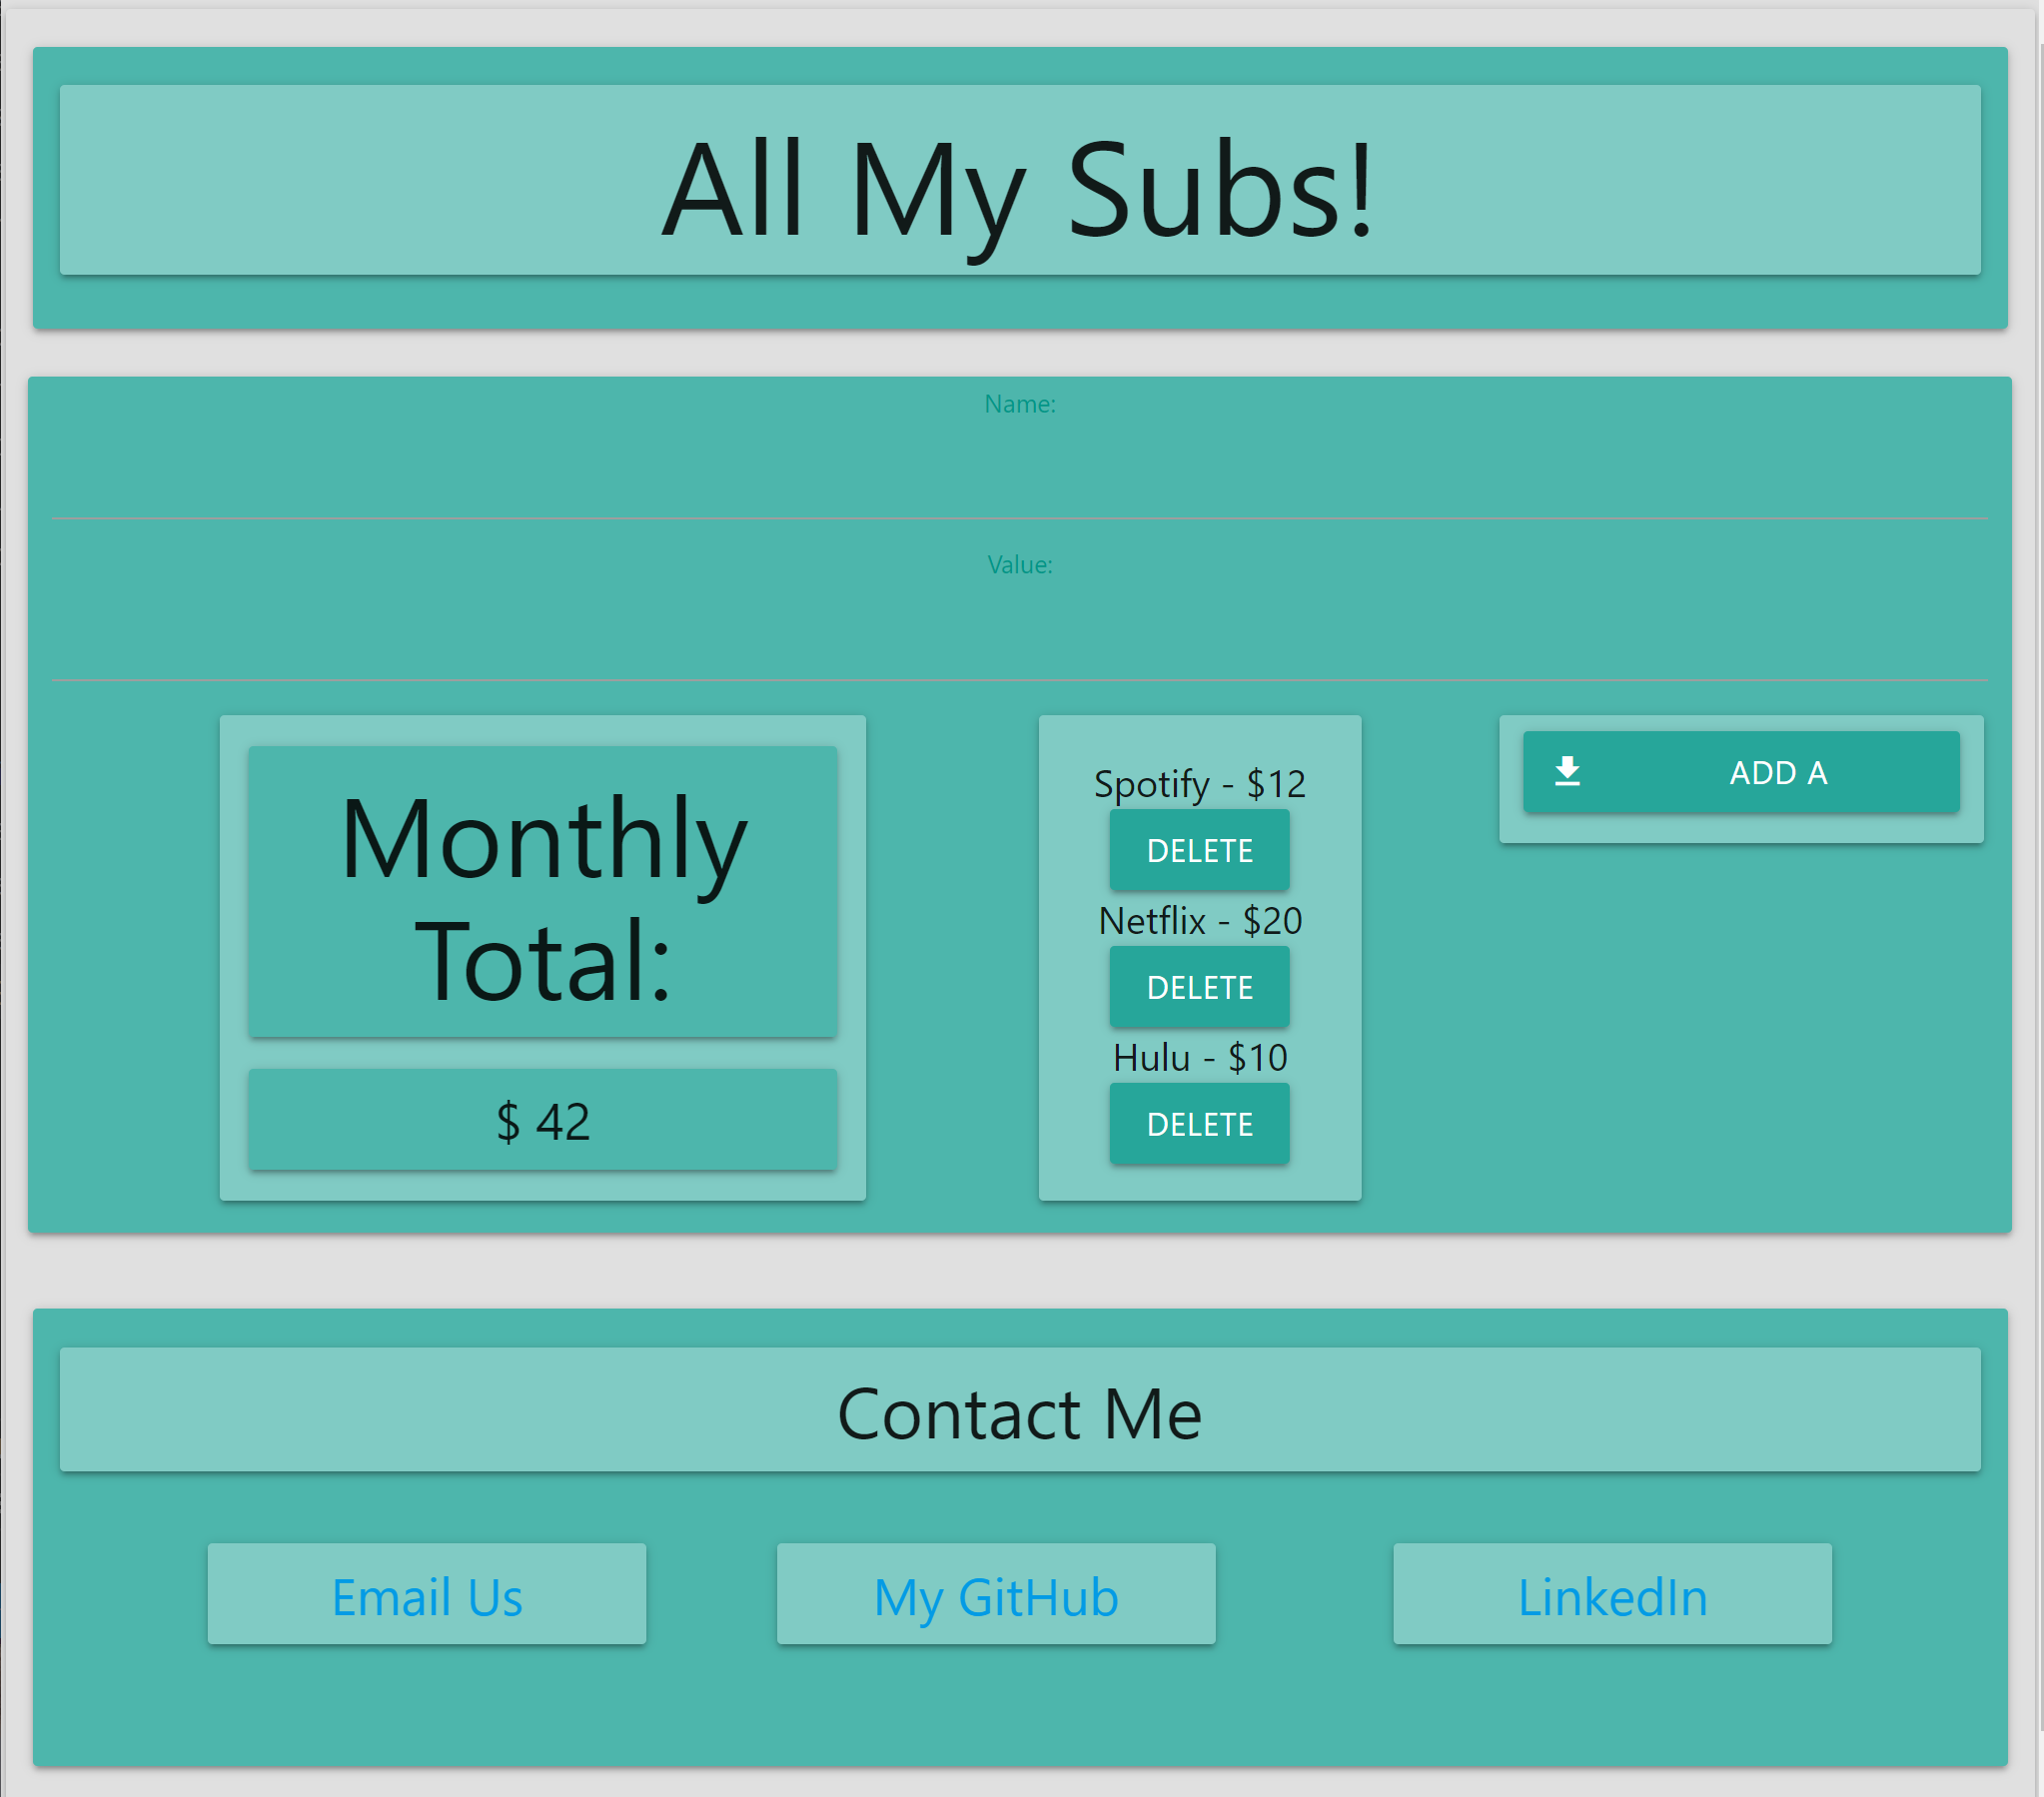 All My Subs!
Name:
Value:
Monthly
Total:
$ 42
Spotify - $12
DELETE
Netflix - $20
DELETE
Hulu - $10
DELETE
ADD A
Contact Me
Email Us
My GitHub
LinkedIn